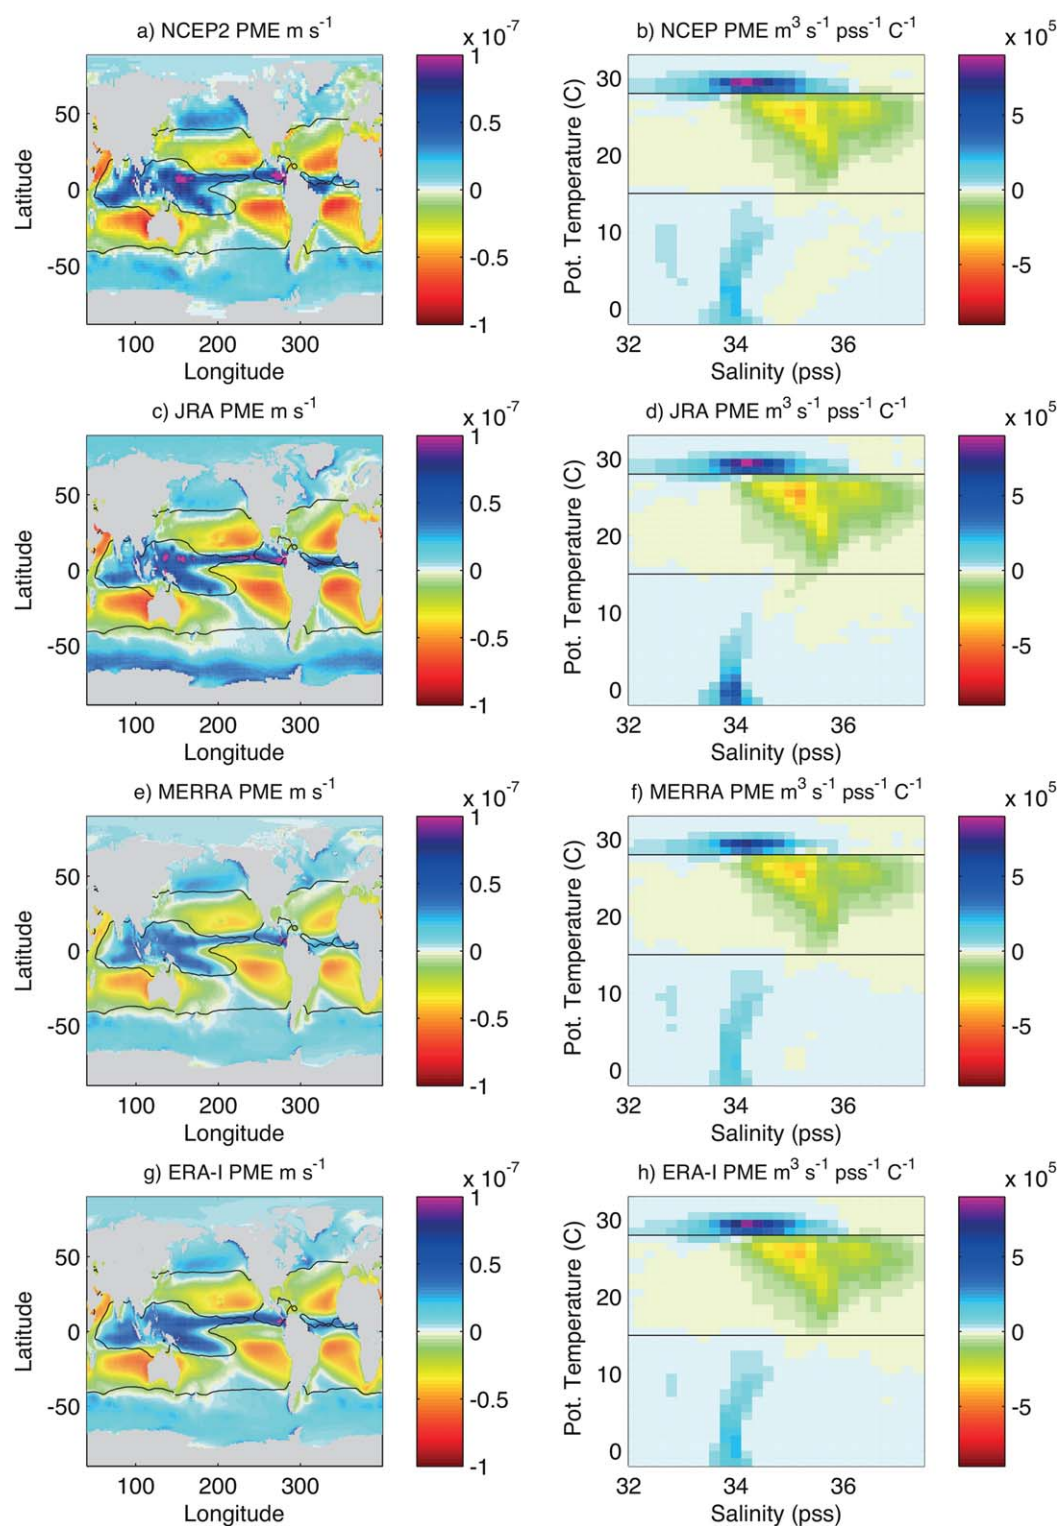 a) NCEP2 PME m s⁻¹
x 10⁻⁷
Latitude
50
0
-50
100 200 300
Longitude
1
0.5
0
-0.5
-1
b) NCEP PME m³ s⁻¹ pss⁻¹ C⁻¹
x 10⁵
Pot. Temperature (C)
30
20
10
0
32 34 36
Salinity (pss)
5
0
-5
c) JRA PME m s⁻¹
x 10⁻⁷
Latitude
50
0
-50
100 200 300
Longitude
1
0.5
0
-0.5
-1
d) JRA PME m³ s⁻¹ pss⁻¹ C⁻¹
x 10⁵
Pot. Temperature (C)
30
20
10
0
32 34 36
Salinity (pss)
5
0
-5
e) MERRA PME m s⁻¹
x 10⁻⁷
Latitude
50
0
-50
100 200 300
Longitude
1
0.5
0
-0.5
-1
f) MERRA PME m³ s⁻¹ pss⁻¹ C⁻¹
x 10⁵
Pot. Temperature (C)
30
20
10
0
32 34 36
Salinity (pss)
5
0
-5
g) ERA-I PME m s⁻¹
x 10⁻⁷
Latitude
50
0
-50
100 200 300
Longitude
1
0.5
0
-0.5
-1
h) ERA-I PME m³ s⁻¹ pss⁻¹ C⁻¹
x 10⁵
Pot. Temperature (C)
30
20
10
0
32 34 36
Salinity (pss)
5
0
-5